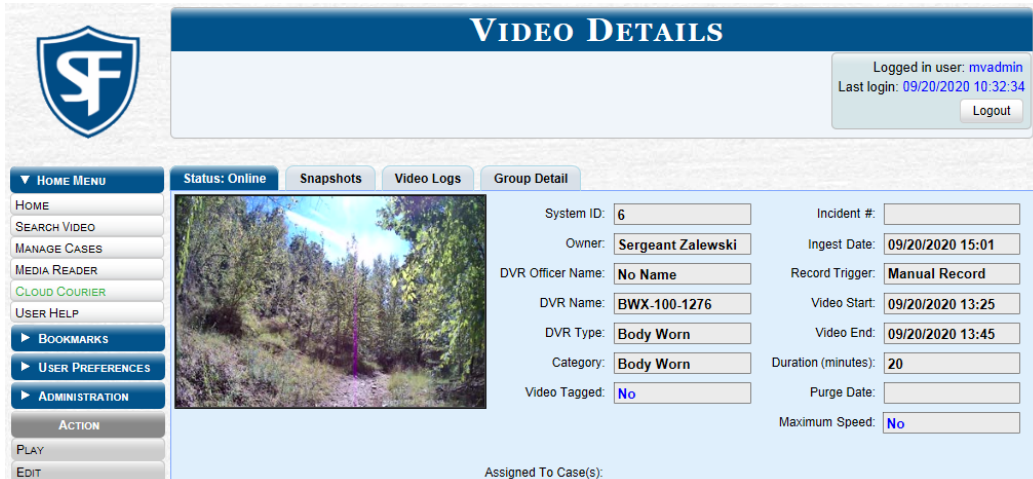 VIDEO DETAILS
SF
Logged in user: mvadmin
Last login: 09/20/2020 10:32:34
Logout
▼ HOME MENU
HOME
SEARCH VIDEO
MANAGE CASES
MEDIA READER
CLOUD COURIER
USER HELP
► BOOKMARKS
► USER PREFERENCES
► ADMINISTRATION
ACTION
PLAY
EDIT
Status: Online Snapshots Video Logs Group Detail
System ID: 6
Owner: Sergeant Zalewski
DVR Officer Name: No Name
DVR Name: BWX-100-1276
DVR Type: Body Worn
Category: Body Worn
Video Tagged: No
Incident #:
Ingest Date: 09/20/2020 15:01
Record Trigger: Manual Record
Video Start: 09/20/2020 13:25
Video End: 09/20/2020 13:45
Duration (minutes): 20
Purge Date:
Maximum Speed: No
Assigned To Case(s):